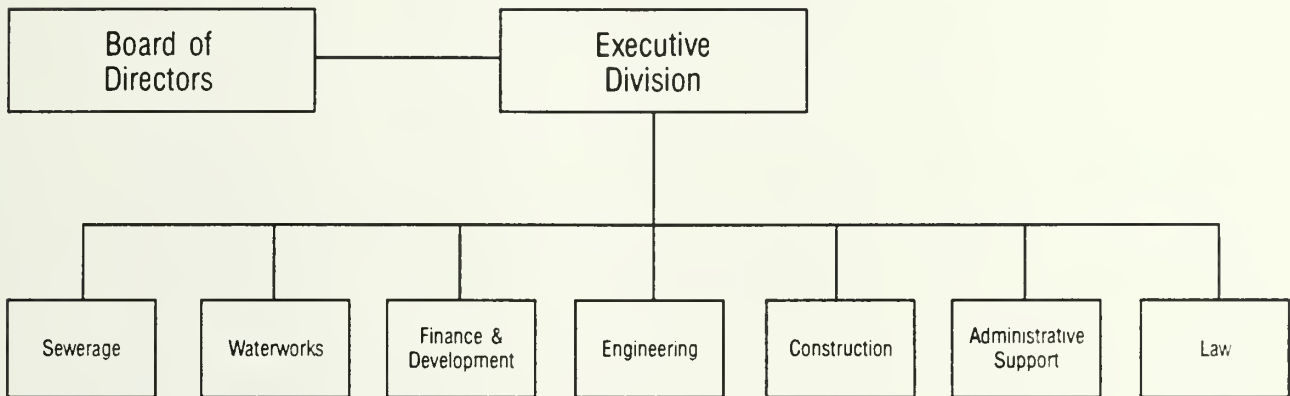 Board of
Directors
Executive
Division
Sewerage
Waterworks
Finance &
Development
Engineering
Construction
Administrative
Support
Law